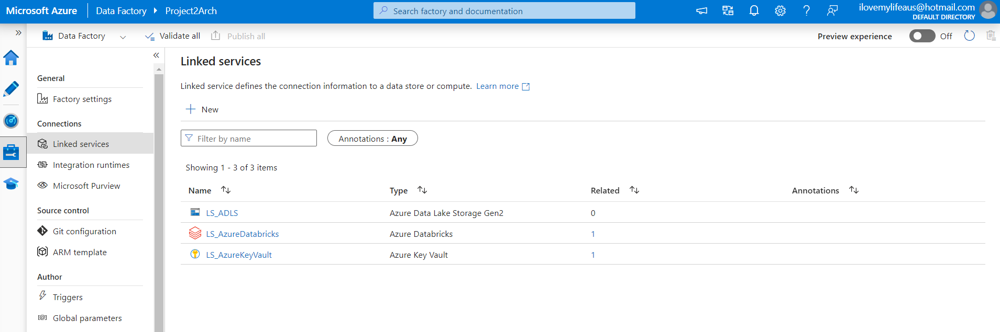 Microsoft Azure Data Factory Project2Arch Search factory and documentation ilovemylifeaus@hotmail.com
DEFAULT DIRECTORY
Data Factory Validate all Publish all Preview experience Off
General
Factory settings
Connections
Linked services
Integration runtimes
Microsoft Purview
Source control
Git configuration
ARM template
Author
Triggers
Global parameters
Linked services
Linked service defines the connection information to a data store or compute. Learn more
New
Filter by name Annotations : Any
Showing 1 - 3 of 3 items
Name Type Related Annotations
LS_ADLS Azure Data Lake Storage Gen2 0
LS_AzureDatabricks Azure Databricks 1
LS_AzureKeyVault Azure Key Vault 1